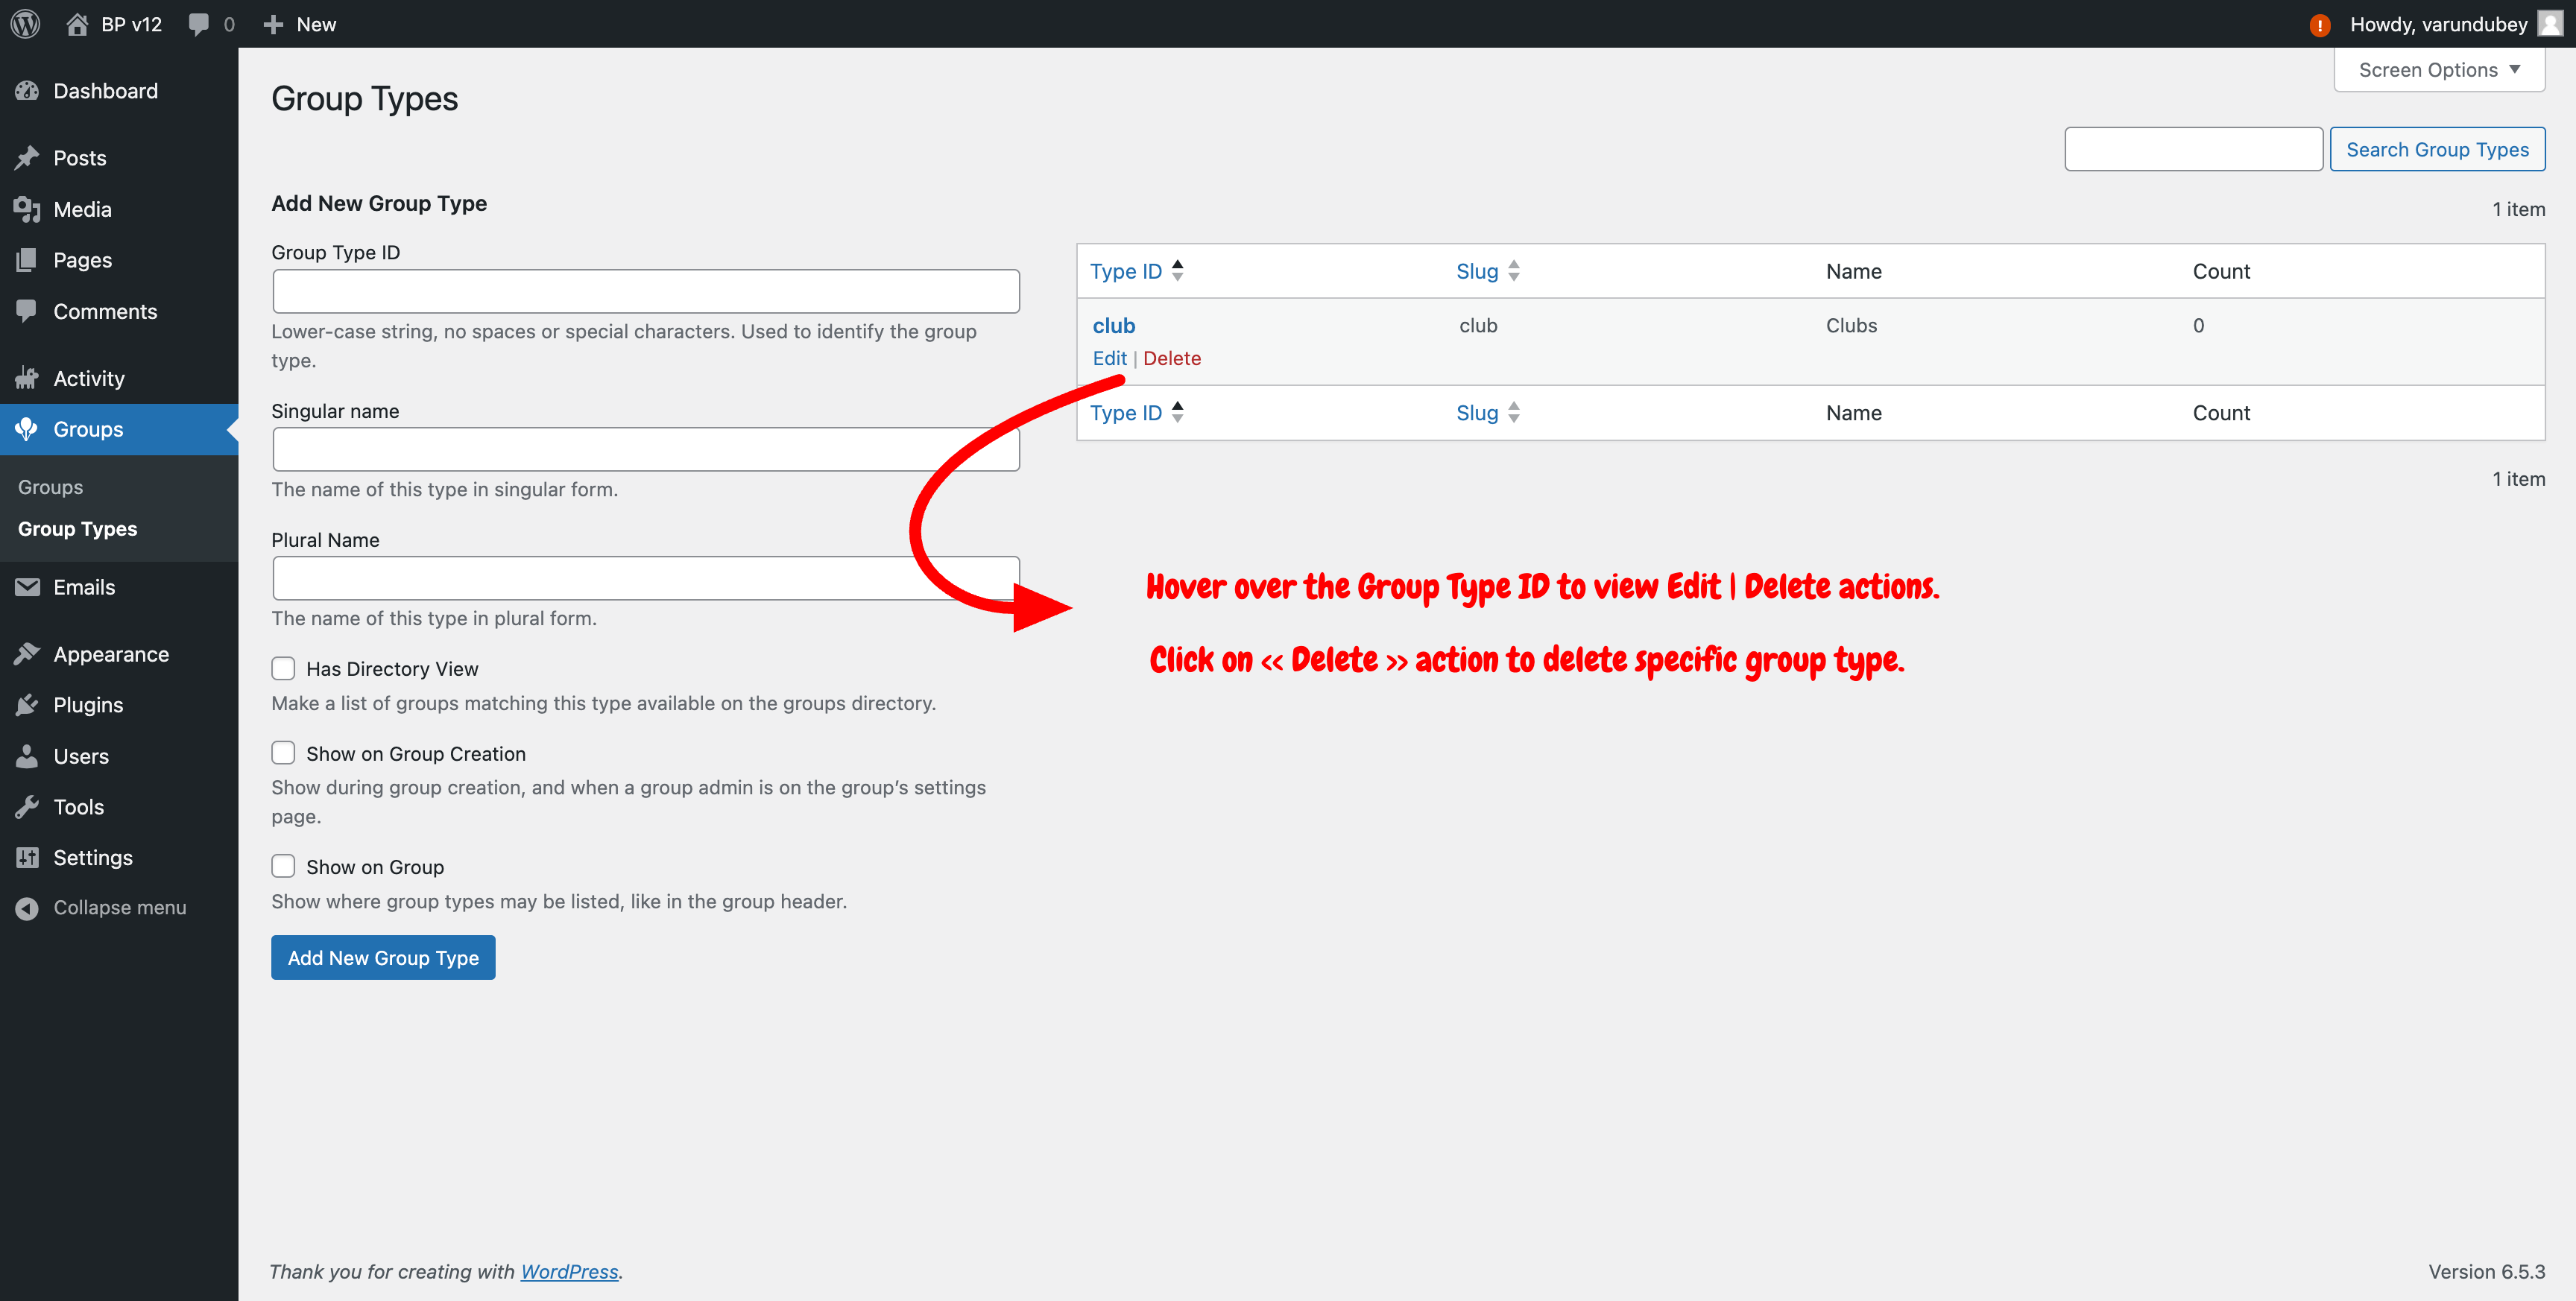 BP v12
0
New
Howdy, varundubey
Dashboard
Posts
Media
Pages
Comments
Activity
Groups
Groups
Group Types
Emails
Appearance
Plugins
Users
Tools
Settings
Collapse menu
Screen Options
Group Types
Search Group Types
Add New Group Type
Group Type ID
Lower-case string, no spaces or special characters. Used to identify the group
type.
Singular name
The name of this type in singular form.
Plural Name
The name of this type in plural form.
Has Directory View
Make a list of groups matching this type available on the groups directory.
Show on Group Creation
Show during group creation, and when a group admin is on the group’s settings
page.
Show on Group
Show where group types may be listed, like in the group header.
Add New Group Type
1 item
Type ID Slug Name Count
club club Clubs 0
Edit | Delete
Type ID Slug Name Count
1 item
Hover over the Group Type ID to view Edit | Delete actions.
Click on << Delete >> action to delete specific group type.
Thank you for creating with WordPress.
Version 6.5.3